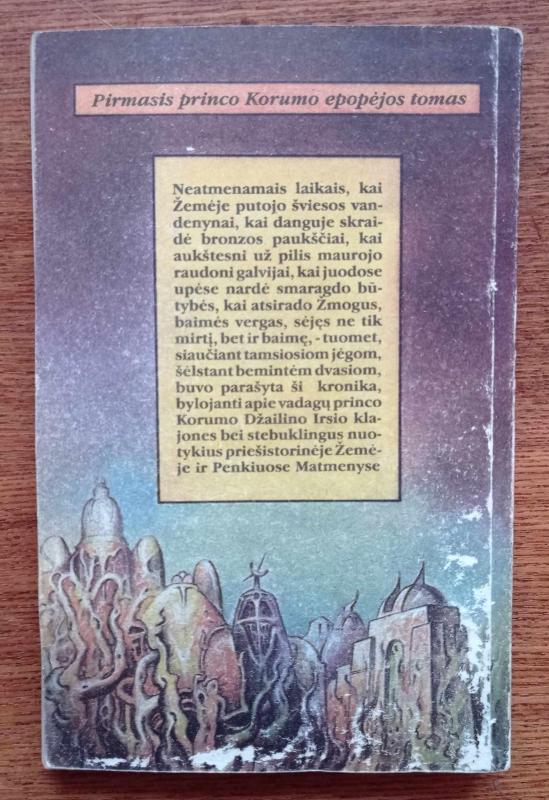 Pirmasis princo Korumo epopėjos tomas
Neatmenamais laikais, kai
Žemėje putojo šviesos van-
denynai, kai danguje skrai-
dė bronzos paukščiai, kai
aukštesni už pilis maurojo
raudoni galvijai, kai juodose
upėse nardė smaragdo bū-
tybės, kai atsirado Žmogus,
baimės vergas, sėjęs ne tik
mirtį, bet ir baimę, - tuomet,
siaučiant tamsiosiom jėgom,
šėlstant bemintėm dvasiom,
buvo parašyta ši kronika,
bylojanti apie vadagų princo
Korumo Džailino Irsio kla-
jones bei stebuklingus nuo-
tykius priešistorinėje Žemė-
je ir Penkiuose Matmenyse